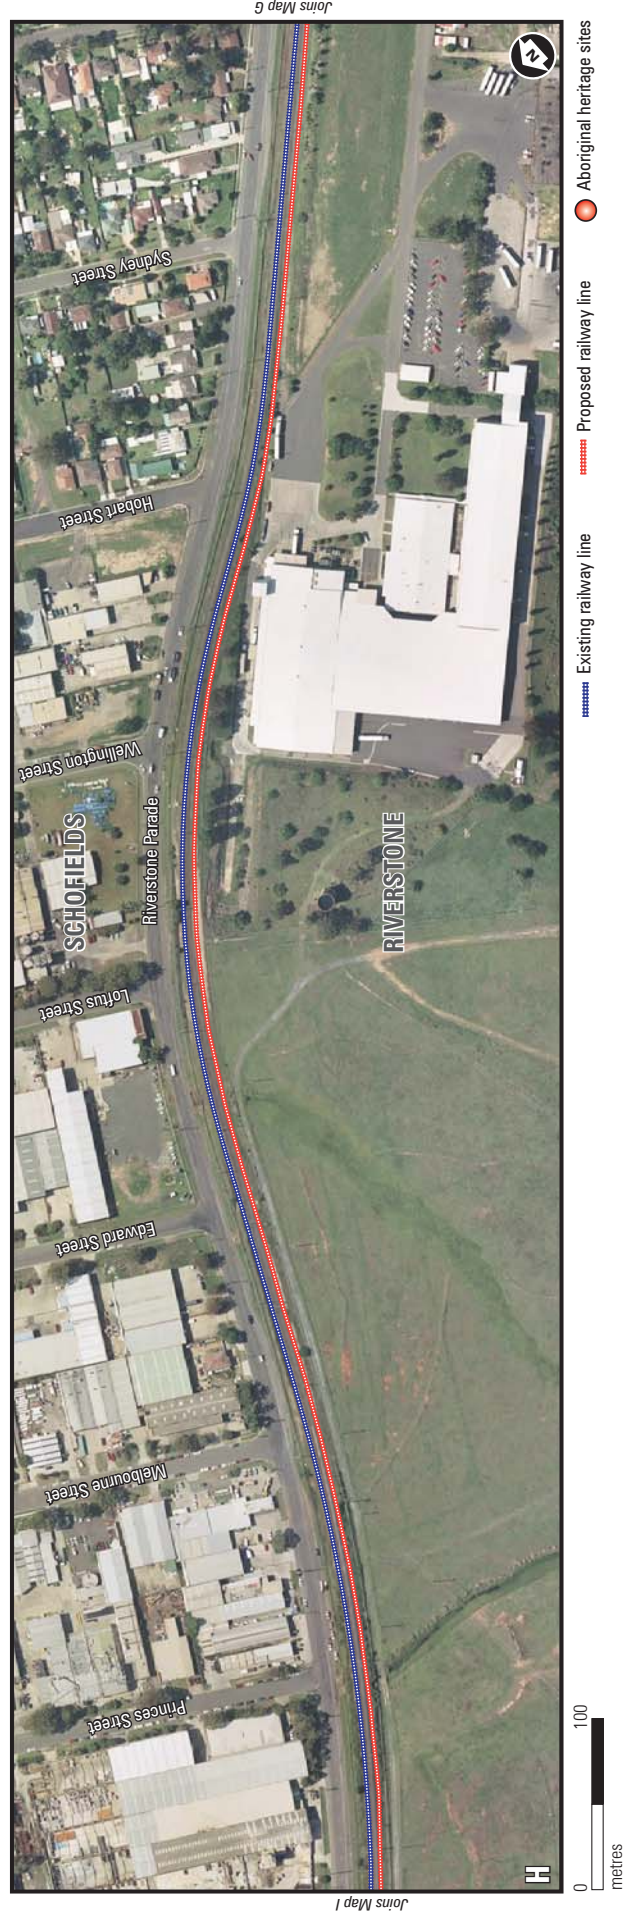 Joins Map G
N
Sydney Street
Hobart Street
Wellington Street
SCHOFIELDS
Riverstone Parade
RIVERSTONE
Loftus Street
Edward Street
Melbourne Street
Princes Street
H
Joins Map I
0 100
metres
Existing railway line
Proposed railway line
Aboriginal heritage sites